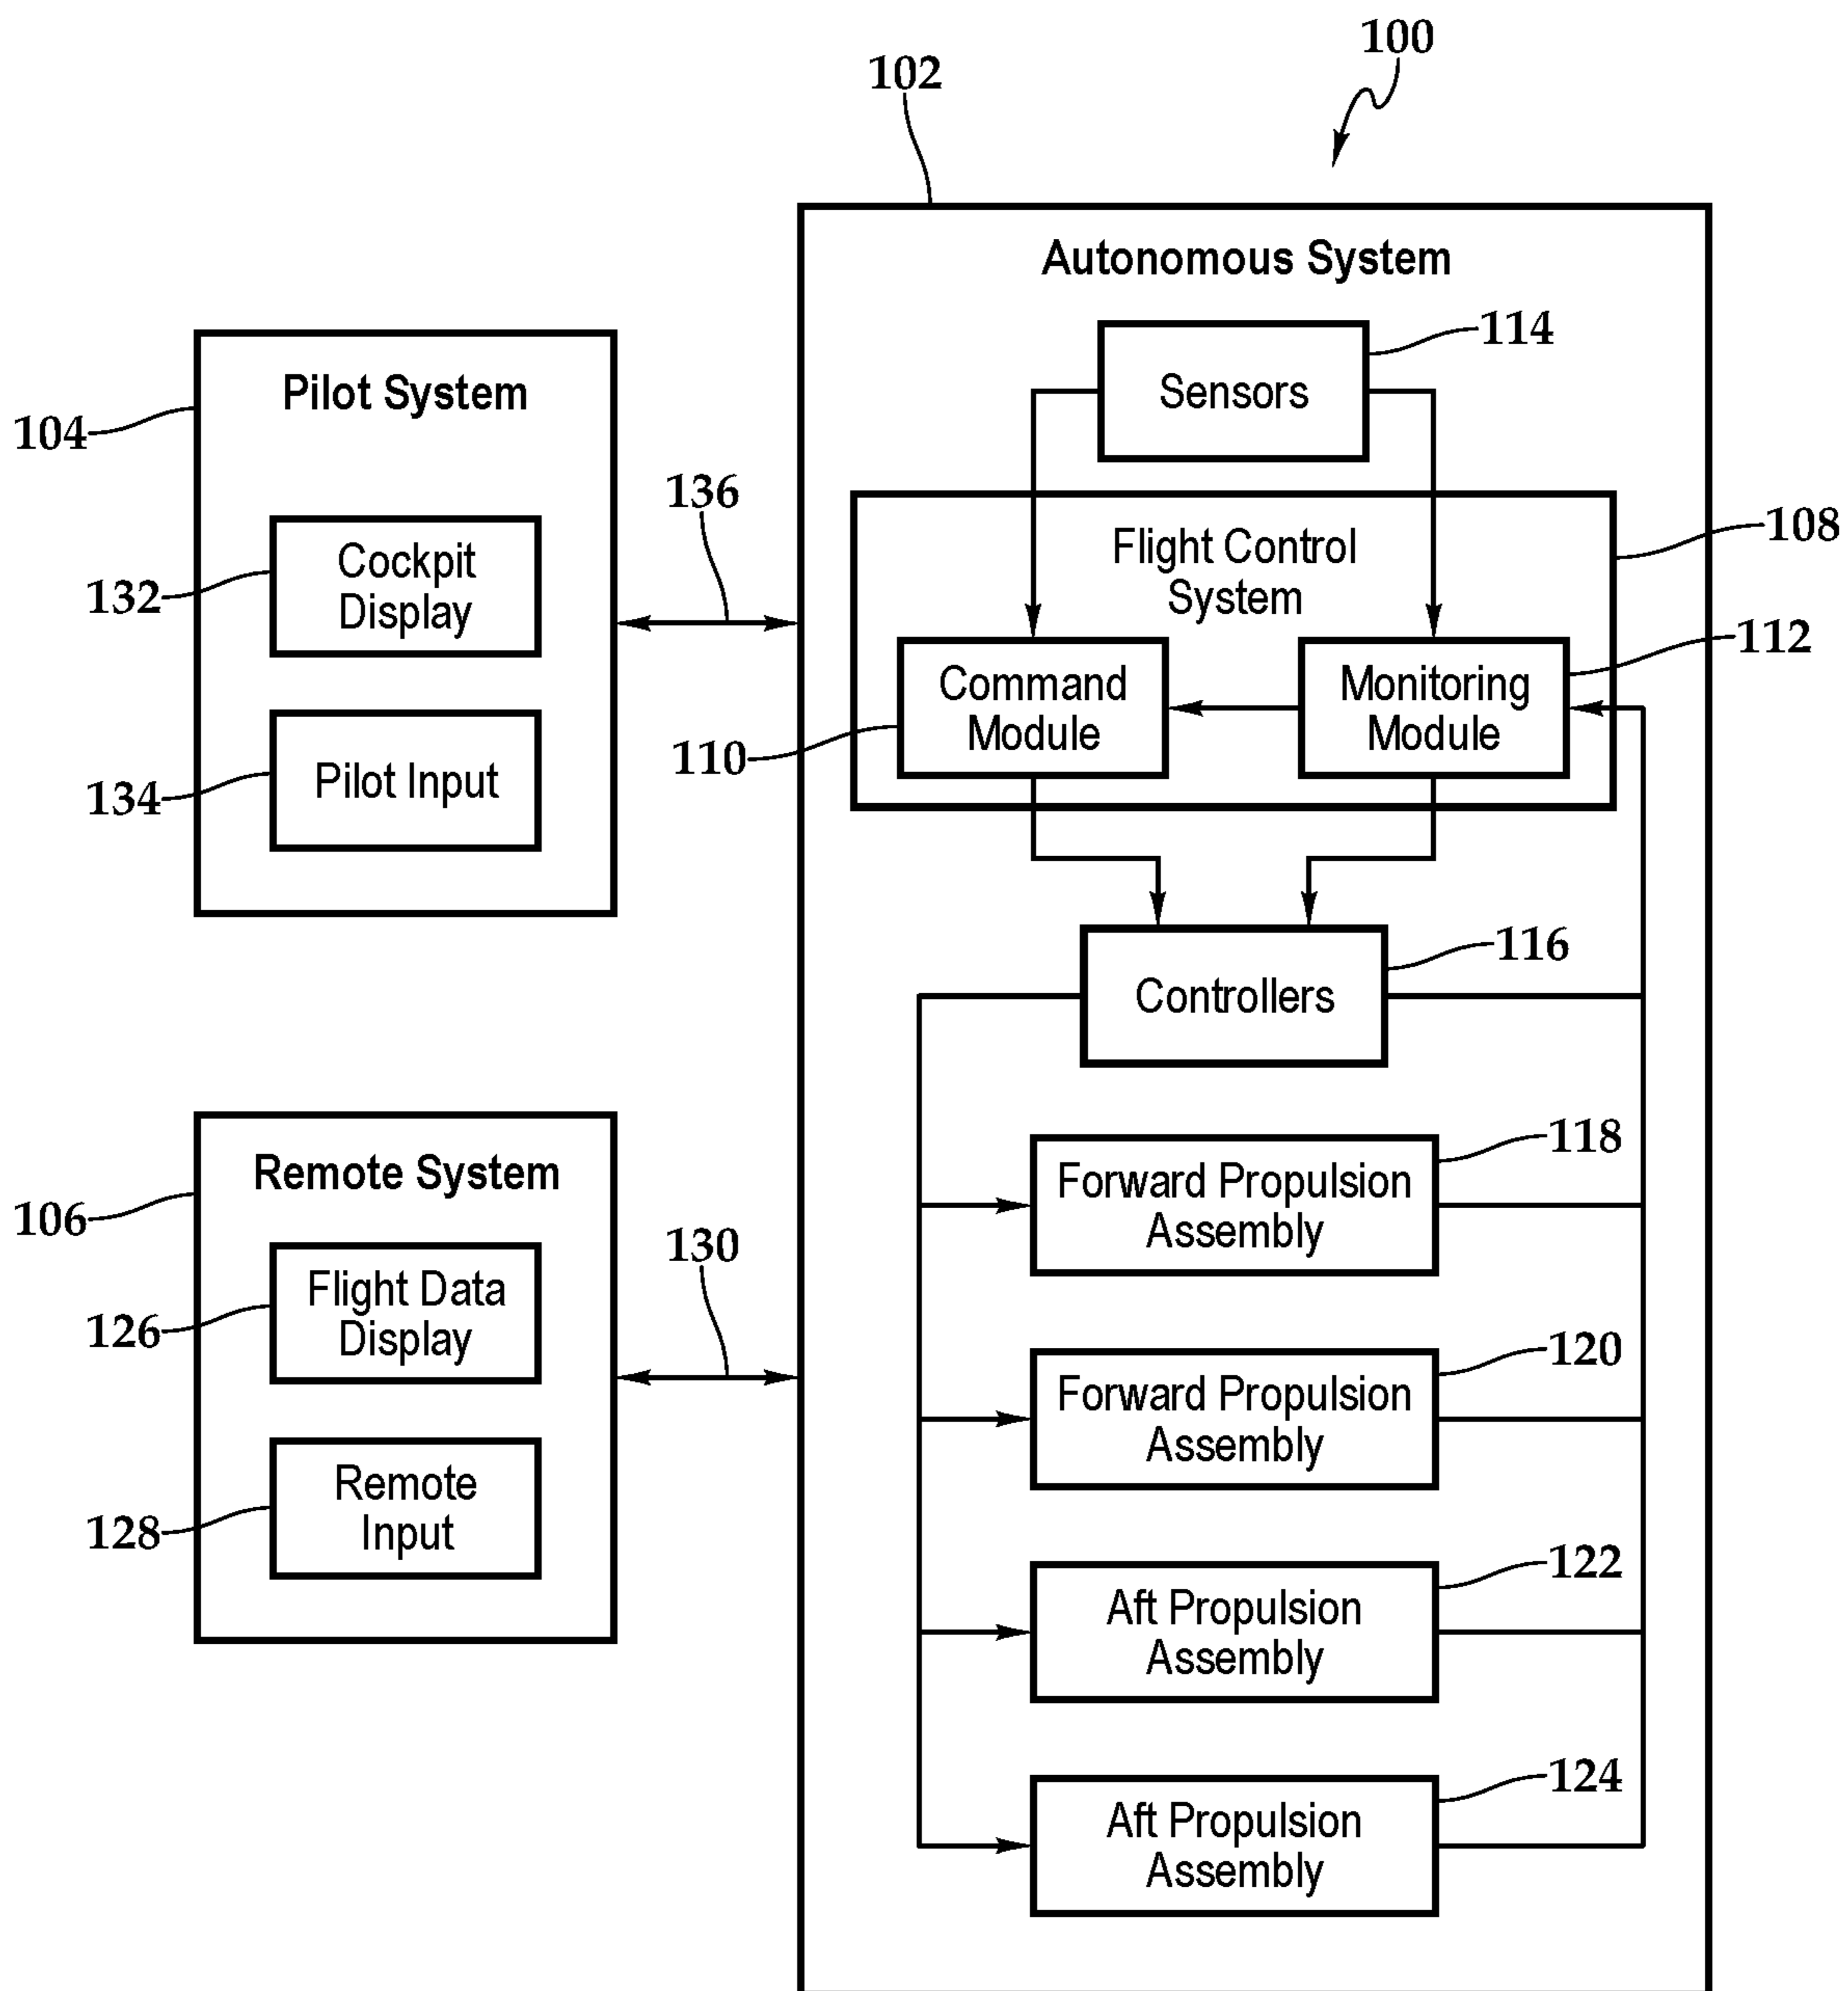 100
102
Autonomous System
114
Sensors
Pilot System
104
136
108
Flight Control
System
Cockpit
Display
132
112
Command
Module
Monitoring
Module
110
Pilot Input
134
116
Controllers
118
Forward Propulsion
Assembly
Remote System
106
130
Flight Data
Display
126
120
Forward Propulsion
Assembly
Remote
Input
128
122
Aft Propulsion
Assembly
124
Aft Propulsion
Assembly